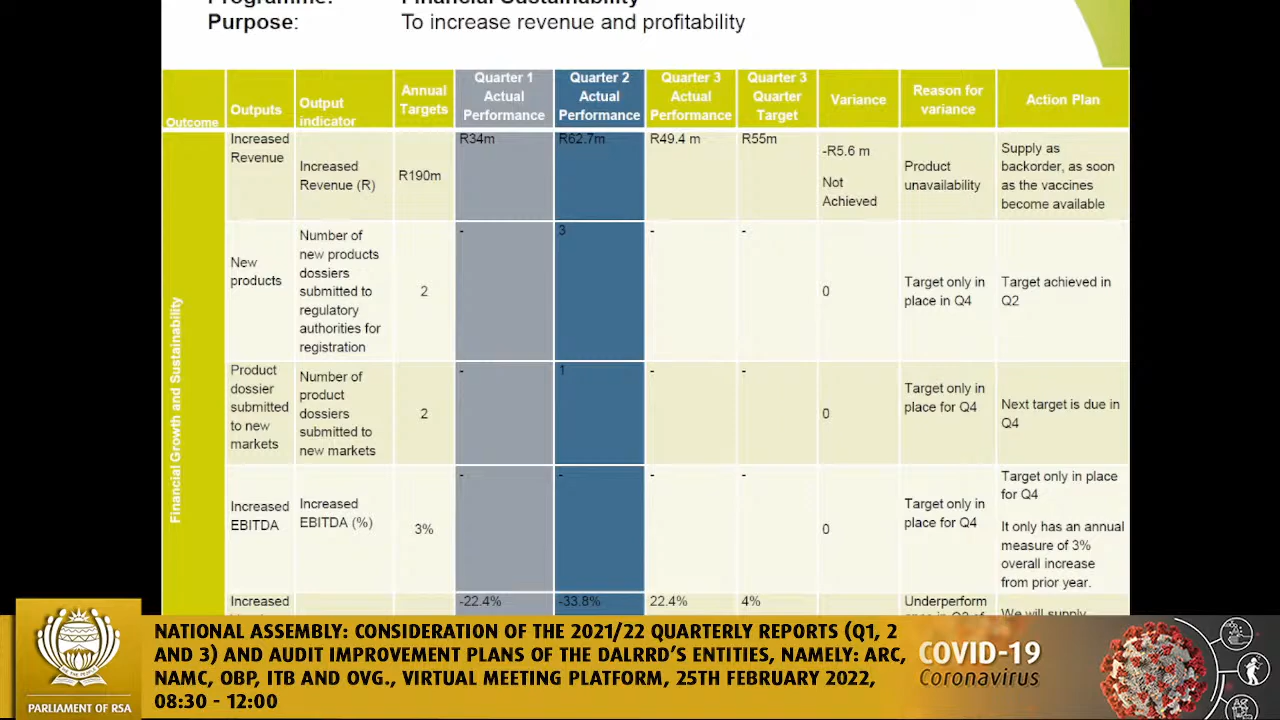 Programme: Financial Sustainability
Purpose: To increase revenue and profitability
Outcome
Outputs
Output
indicator
Annual
Targets
Quarter 1
Actual
Performance
Quarter 2
Actual
Performance
Quarter 3
Actual
Performance
Quarter 3
Quarter
Target
Variance
Reason for
variance
Action Plan
Financial Growth and Sustainability
Increased
Revenue
Increased
Revenue (R)
R190m
R34m
R62.7m
R49.4 m
R55m
-R5.6 m
Not
Achieved
Product
unavailability
Supply as
backorder, as soon
as the vaccines
become available
New
products
Number of
new products
dossiers
submitted to
regulatory
authorities for
registration
2
-
3
-
-
0
Target only in
place in Q4
Target achieved in
Q2
Product
dossier
submitted
to new
markets
Number of
product
dossiers
submitted to
new markets
2
-
1
-
-
0
Target only in
place for Q4
Next target is due in
Q4
Increased
EBITDA
Increased
EBITDA (%)
3%
-
-
-
-
0
Target only in
place for Q4
Target only in place
for Q4
It only has an annual
measure of 3%
overall increase
from prior year.
Increased
-22.4%
-33.8%
22.4%
4%
Underperform
We will supply
PARLIAMENT OF RSA
NATIONAL ASSEMBLY: CONSIDERATION OF THE 2021/22 QUARTERLY REPORTS (Q1, 2
AND 3) AND AUDIT IMPROVEMENT PLANS OF THE DALRRD'S ENTITIES, NAMELY: ARC,
NAMC, OBP, ITB AND OVG., VIRTUAL MEETING PLATFORM, 25TH FEBRUARY 2022,
08:30 - 12:00
COVID-19
Coronavirus